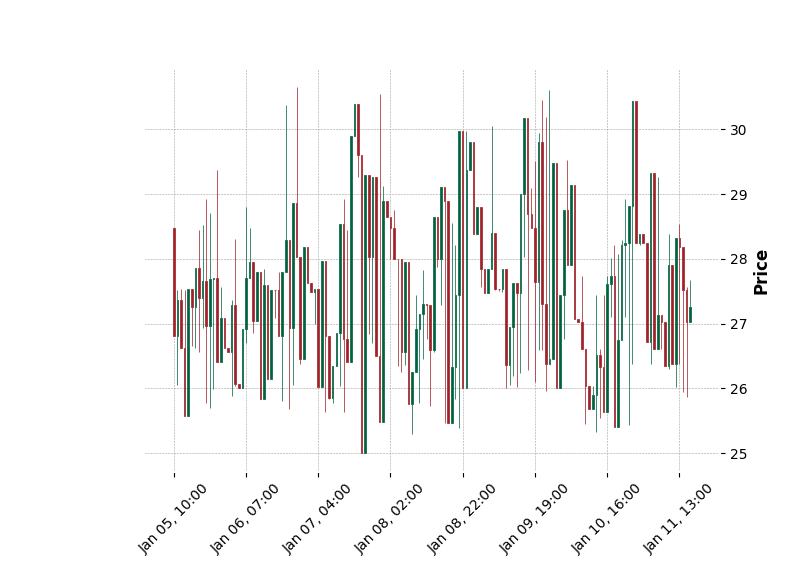 30
29
28
27
26
25
Price
Jan 05, 10:00
Jan 06, 07:00
Jan 07, 04:00
Jan 08, 02:00
Jan 08, 22:00
Jan 09, 19:00
Jan 10, 16:00
Jan 11, 13:00